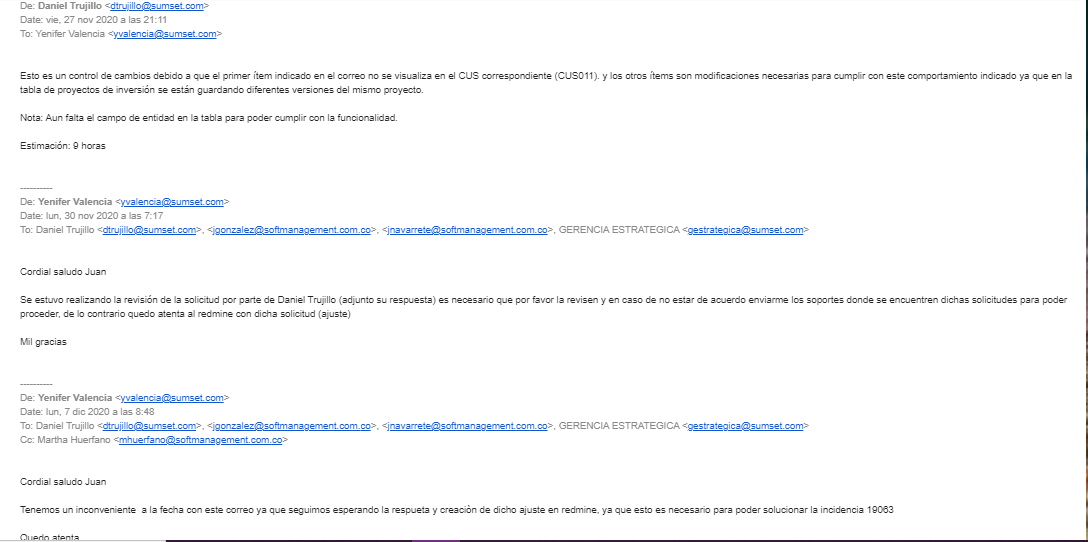 De: Daniel Trujillo <dtrujillo@sumset.com>
Date: vie, 27 nov 2020 a las 21:11
To: Yenifer Valencia <yvalencia@sumset.com>
Esto es un control de cambios debido a que el primer ítem indicado en el correo no se visualiza en el CUS correspondiente (CUS011). y los otros ítems son modificaciones necesarias para cumplir con este comportamiento indicado ya que en la
tabla de proyectos de inversión se están guardando diferentes versiones del mismo proyecto.
Nota: Aun falta el campo de entidad en la tabla para poder cumplir con la funcionalidad.
Estimación: 9 horas
----------
De: Yenifer Valencia <yvalencia@sumset.com>
Date: lun, 30 nov 2020 a las 7:17
To: Daniel Trujillo <dtrujillo@sumset.com>, <jgonzalez@softmanagement.com.co>, <jnavarrete@softmanagement.com.co>, GERENCIA ESTRATEGICA <gestrategica@sumset.com>
Cordial saludo Juan
Se estuvo realizando la revisión de la solicitud por parte de Daniel Trujillo (adjunto su respuesta) es necesario que por favor la revisen y en caso de no estar de acuerdo enviarme los soportes donde se encuentren dichas solicitudes para poder
proceder, de lo contrario quedo atenta al redmine con dicha solicitud (ajuste)
Mil gracias
----------
De: Yenifer Valencia <yvalencia@sumset.com>
Date: lun, 7 dic 2020 a las 8:48
To: Daniel Trujillo <dtrujillo@sumset.com>, <jgonzalez@softmanagement.com.co>, <jnavarrete@softmanagement.com.co>, GERENCIA ESTRATEGICA <gestrategica@sumset.com>
Cc: Martha Huerfano <mhuerfano@softmanagement.com.co>
Cordial saludo Juan
Tenemos un inconveniente a la fecha con este correo ya que seguimos esperando la respueta y creación de dicho ajuste en redmine, ya que esto es necesario para poder solucionar la incidencia 19063
Quedo atenta